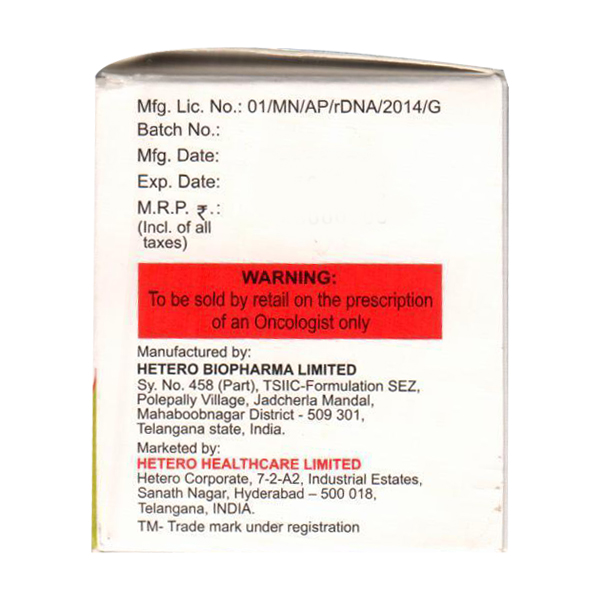 Mfg. Lic. No.: 01/MN/AP/rDNA/2014/G
Batch No.:
Mfg. Date:
Exp. Date:
M.R.P. ₹.:
(Incl. of all
taxes)
WARNING:
To be sold by retail on the prescription
of an Oncologist only
Manufactured by:
HETERO BIOPHARMA LIMITED
Sy. No. 458 (Part), TSIIC-Formulation SEZ,
Polepally Village, Jadcherla Mandal,
Mahaboobnagar District - 509 301,
Telangana state, India.
Marketed by:
HETERO HEALTHCARE LIMITED
Hetero Corporate, 7-2-A2, Industrial Estates,
Sanath Nagar, Hyderabad – 500 018,
Telangana, INDIA.
TM- Trade mark under registration